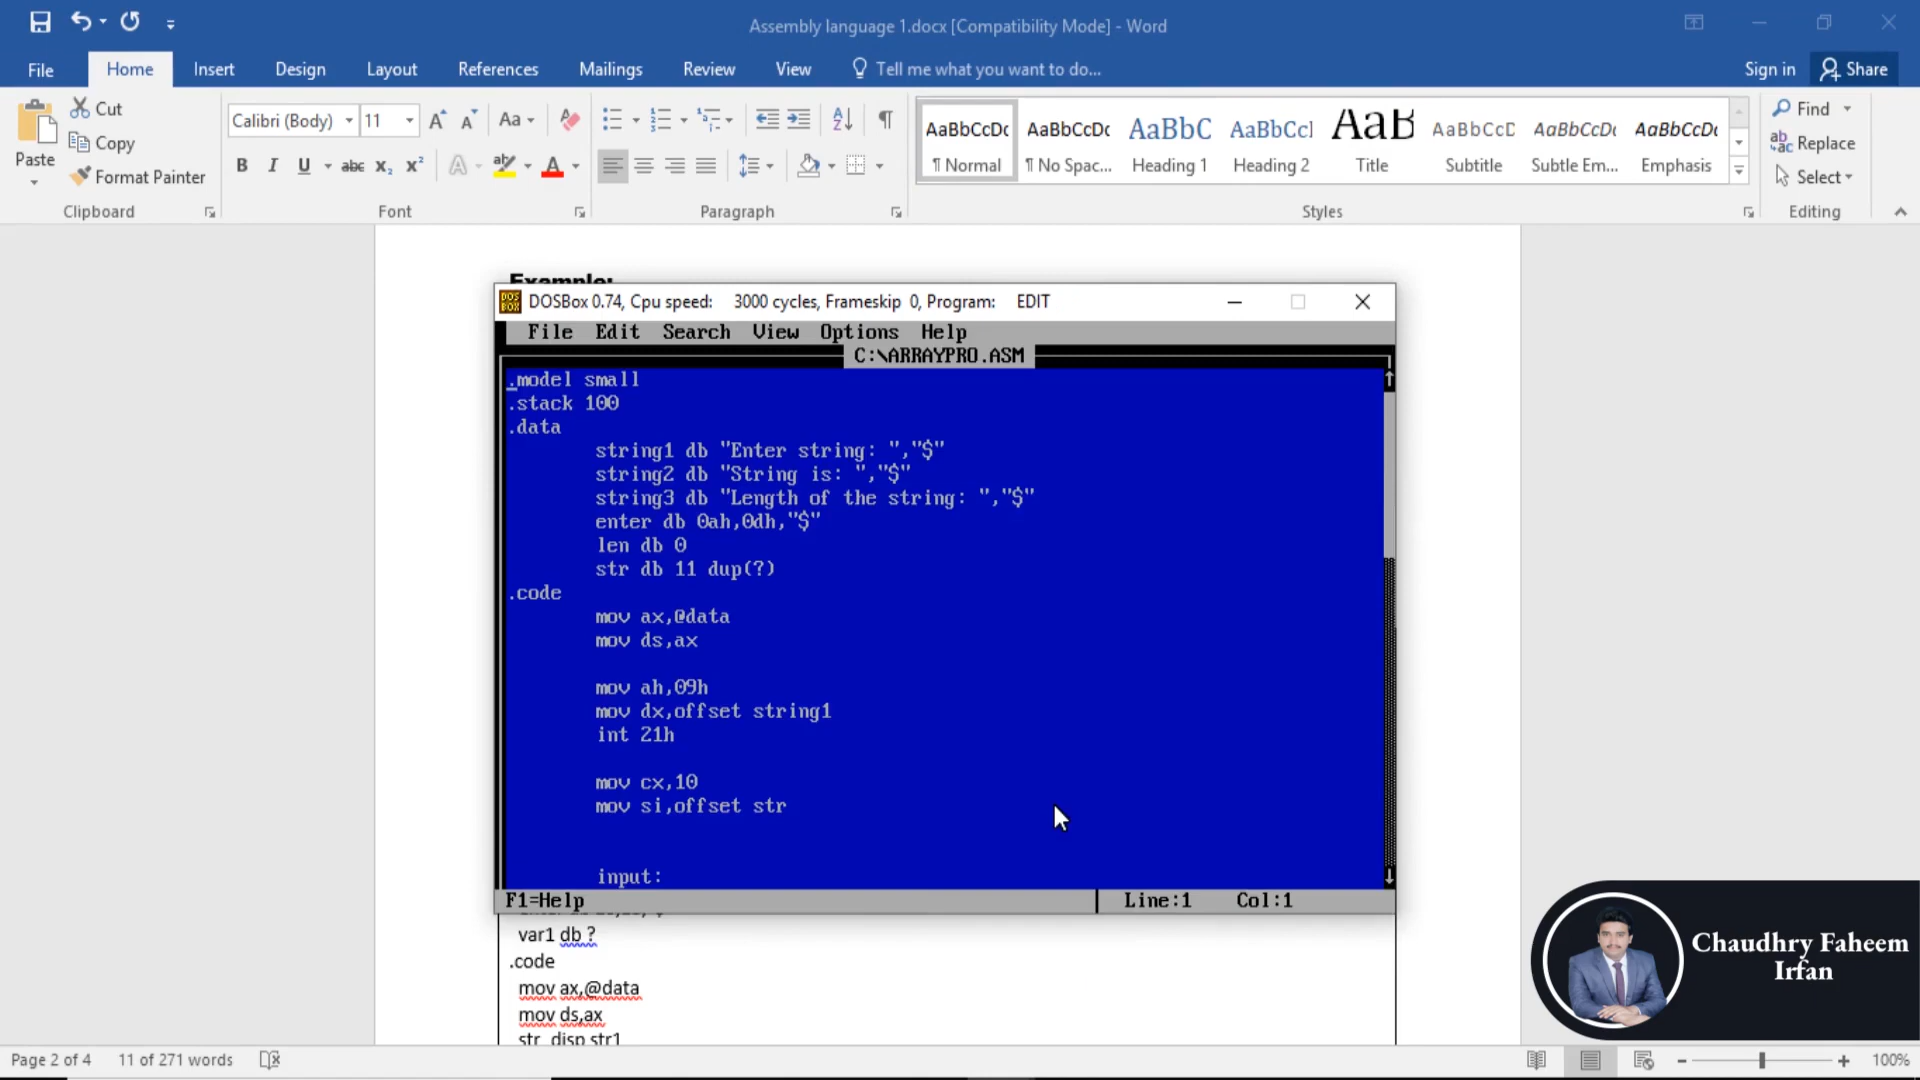 Assembly language 1.docx [Compatibility Mode] - Word
File Home Insert Design Layout References Mailings Review View Tell me what you want to do... Sign in Share
Paste Cut Copy Format Painter Clipboard
Calibri (Body) 11 Aa
B I U abc X₂ X² A A Font
Paragraph
AaBbCcDc AaBbCcDc AaBbC AaBbCcl AaB AaBbCcD AaBbCcDc AaBbCcDc
¶ Normal ¶ No Spac... Heading 1 Heading 2 Title Subtitle Subtle Em... Emphasis
Styles
Find
Replace
Select
Editing
Example:
DOSBox 0.74, Cpu speed: 3000 cycles, Frameskip 0, Program: EDIT
File Edit Search View Options Help
C:\ARRAYPRO.ASM
.model small
.stack 100
.data
string1 db "Enter string: ","$"
string2 db "String is: ","$"
string3 db "Length of the string: ","$"
enter db 0ah,0dh,"$"
len db 0
str db 11 dup(?)
.code
mov ax,@data
mov ds,ax
mov ah,09h
mov dx,offset string1
int 21h
mov cx,10
mov si,offset str
input:
F1=Help Line:1 Col:1
var1 db ?
.code
mov ax,@data
mov ds,ax
str_disp str1
Chaudhry Faheem
Irfan
Page 2 of 4 11 of 271 words 100%